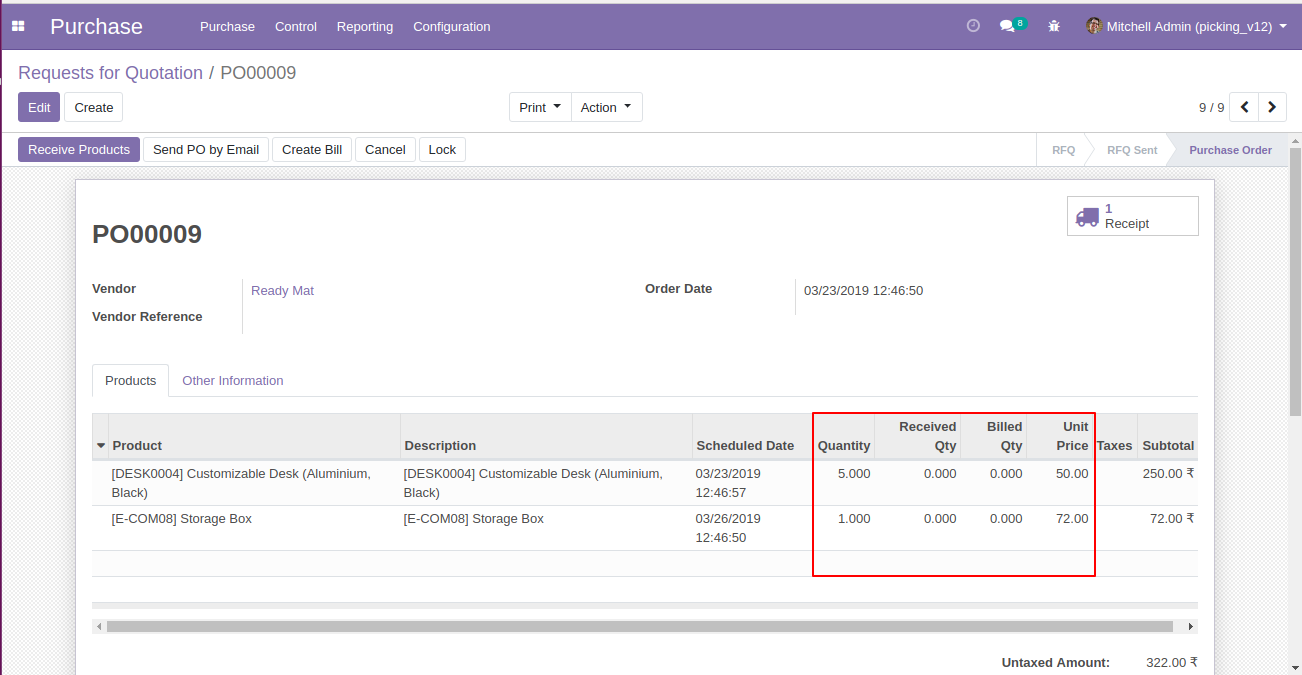 Purchase Purchase Control Reporting Configuration 8 Mitchell Admin (picking_v12)
Requests for Quotation / PO00009
Edit Create Print Action 9 / 9
Receive Products Send PO by Email Create Bill Cancel Lock RFQ RFQ Sent Purchase Order
1
Receipt
PO00009
Vendor Ready Mat Order Date 03/23/2019 12:46:50
Vendor Reference
Products Other Information
Received Billed Unit
Product Description Scheduled Date Quantity Qty Qty Price Taxes Subtotal
[DESK0004] Customizable Desk (Aluminium, [DESK0004] Customizable Desk (Aluminium, 03/23/2019 5.000 0.000 0.000 50.00 250.00 ₹
Black) Black) 12:46:57
[E-COM08] Storage Box [E-COM08] Storage Box 03/26/2019 1.000 0.000 0.000 72.00 72.00 ₹
12:46:50
Untaxed Amount: 322.00 ₹